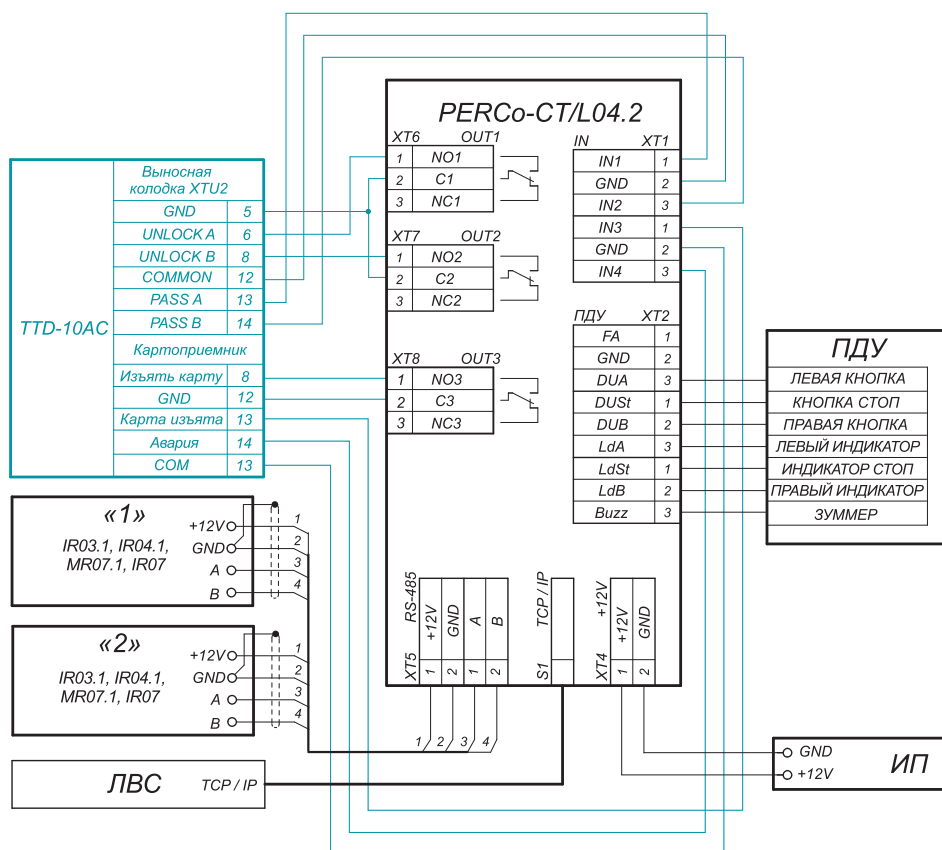 PERCo-CT/L04.2
XT6 OUT1
1 NO1
2 C1
3 NC1
XT7 OUT2
1 NO2
2 C2
3 NC2
XT8 OUT3
1 NO3
2 C3
3 NC3
IN XT1
IN1 1
GND 2
IN2 3
IN3 1
GND 2
IN4 3
ПДУ XT2
FA 1
GND 2
DUA 3
DUSt 1
DUB 2
LdA 3
LdSt 1
LdB 2
Buzz 3
TTD-10AC
Выносная
колодка XTU2
GND 5
UNLOCK A 6
UNLOCK B 8
COMMON 12
PASS A 13
PASS B 14
Картоприемник
Изъять карту 8
GND 12
Карта изъята 13
Авария 14
COM 13
ПДУ
ЛЕВАЯ КНОПКА
КНОПКА СТОП
ПРАВАЯ КНОПКА
ЛЕВЫЙ ИНДИКАТОР
ИНДИКАТОР СТОП
ПРАВЫЙ ИНДИКАТОР
ЗУММЕР
«1»
IR03.1, IR04.1,
MR07.1, IR07
+12V 1
GND 2
A 3
B 4
«2»
IR03.1, IR04.1,
MR07.1, IR07
+12V 1
GND 2
A 3
B 4
XT5 RS-485
1 +12V
2 GND
1 A
2 B
S1 TCP / IP
XT4 +12V
1 +12V
2 GND
1 2 3 4
ЛВС TCP / IP
GND
+12V
ИП